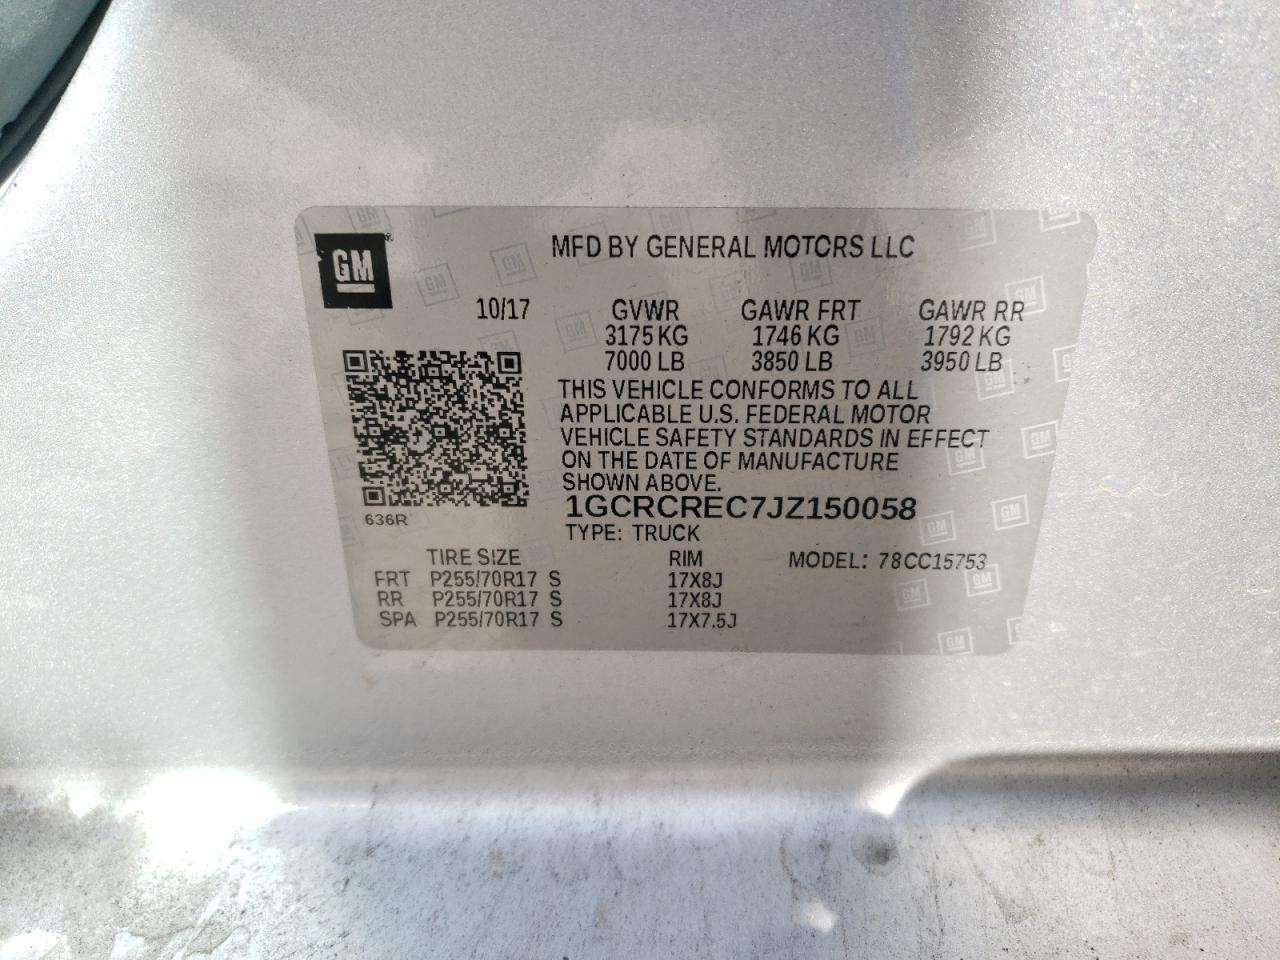 GM
MFD BY GENERAL MOTORS LLC
10/17 GVWR GAWR FRT GAWR RR
3175 KG 1746 KG 1792 KG
7000 LB 3850 LB 3950 LB
THIS VEHICLE CONFORMS TO ALL
APPLICABLE U.S. FEDERAL MOTOR
VEHICLE SAFETY STANDARDS IN EFFECT
ON THE DATE OF MANUFACTURE
SHOWN ABOVE.
1GCRCREC7JZ150058
636R
TYPE: TRUCK
TIRE SIZE RIM MODEL: 78CC15753
FRT P255/70R17 S 17X8J
RR P255/70R17 S 17X8J
SPA P255/70R17 S 17X7.5J